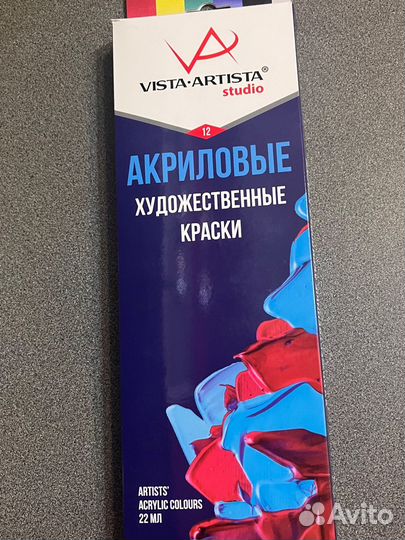 VISTA-ARTISTA®
studio
12
АКРИЛОВЫЕ
ХУДОЖЕСТВЕННЫЕ
КРАСКИ
ARTISTS'
ACRYLIC COLOURS
22 МЛ
Avito